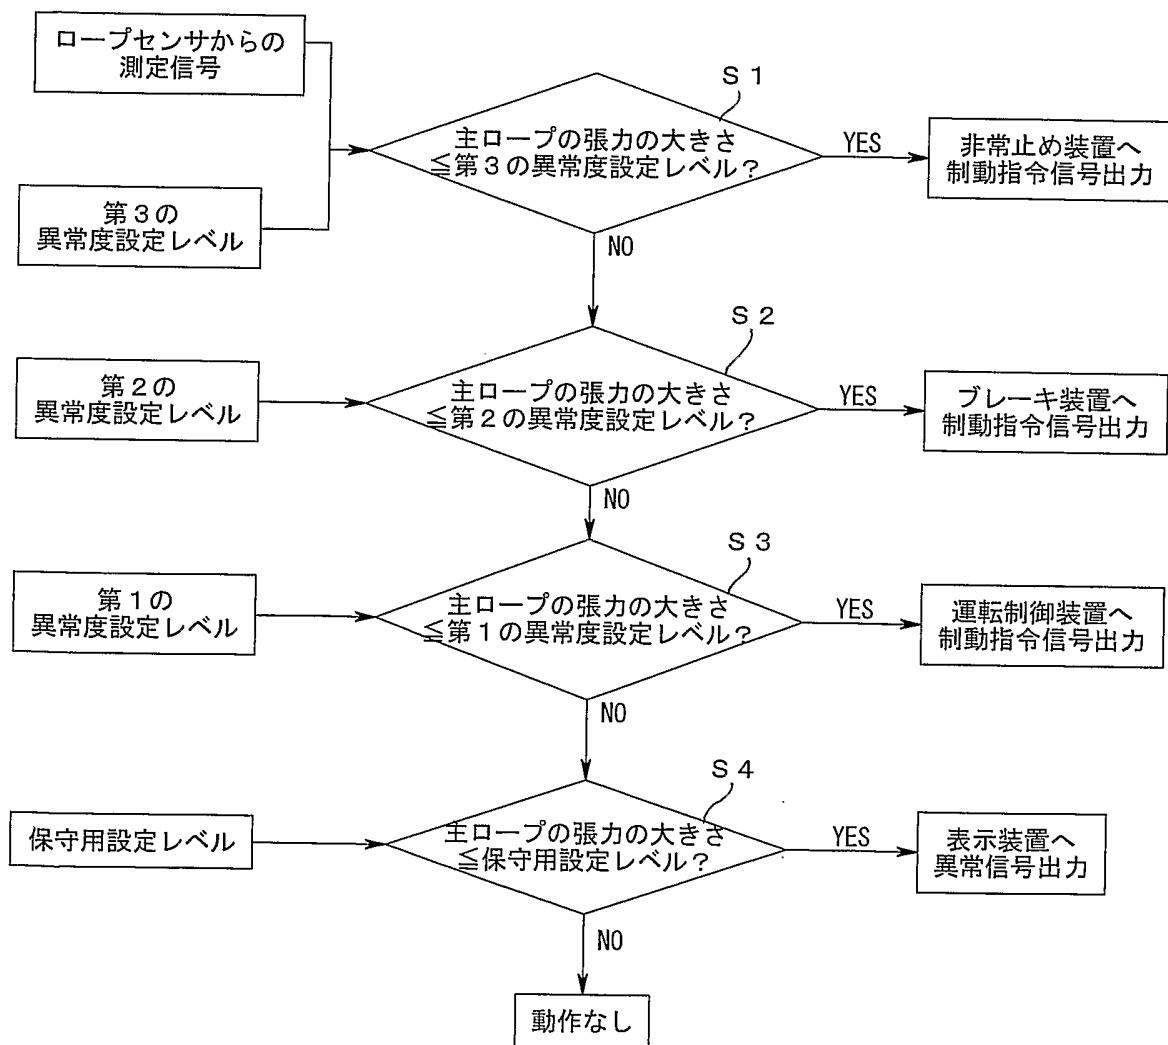 ロープセンサからの
測定信号
S1
主ロープの張力の大きさ
≦第3の異常度設定レベル?
YES
非常止め装置へ
制動指令信号出力
第3の
異常度設定レベル
NO
S2
第2の
異常度設定レベル
主ロープの張力の大きさ
≦第2の異常度設定レベル?
YES
ブレーキ装置へ
制動指令信号出力
NO
S3
第1の
異常度設定レベル
主ロープの張力の大きさ
≦第1の異常度設定レベル?
YES
運転制御装置へ
制動指令信号出力
NO
S4
保守用設定レベル
主ロープの張力の大きさ
≦保守用設定レベル?
YES
表示装置へ
異常信号出力
NO
動作なし